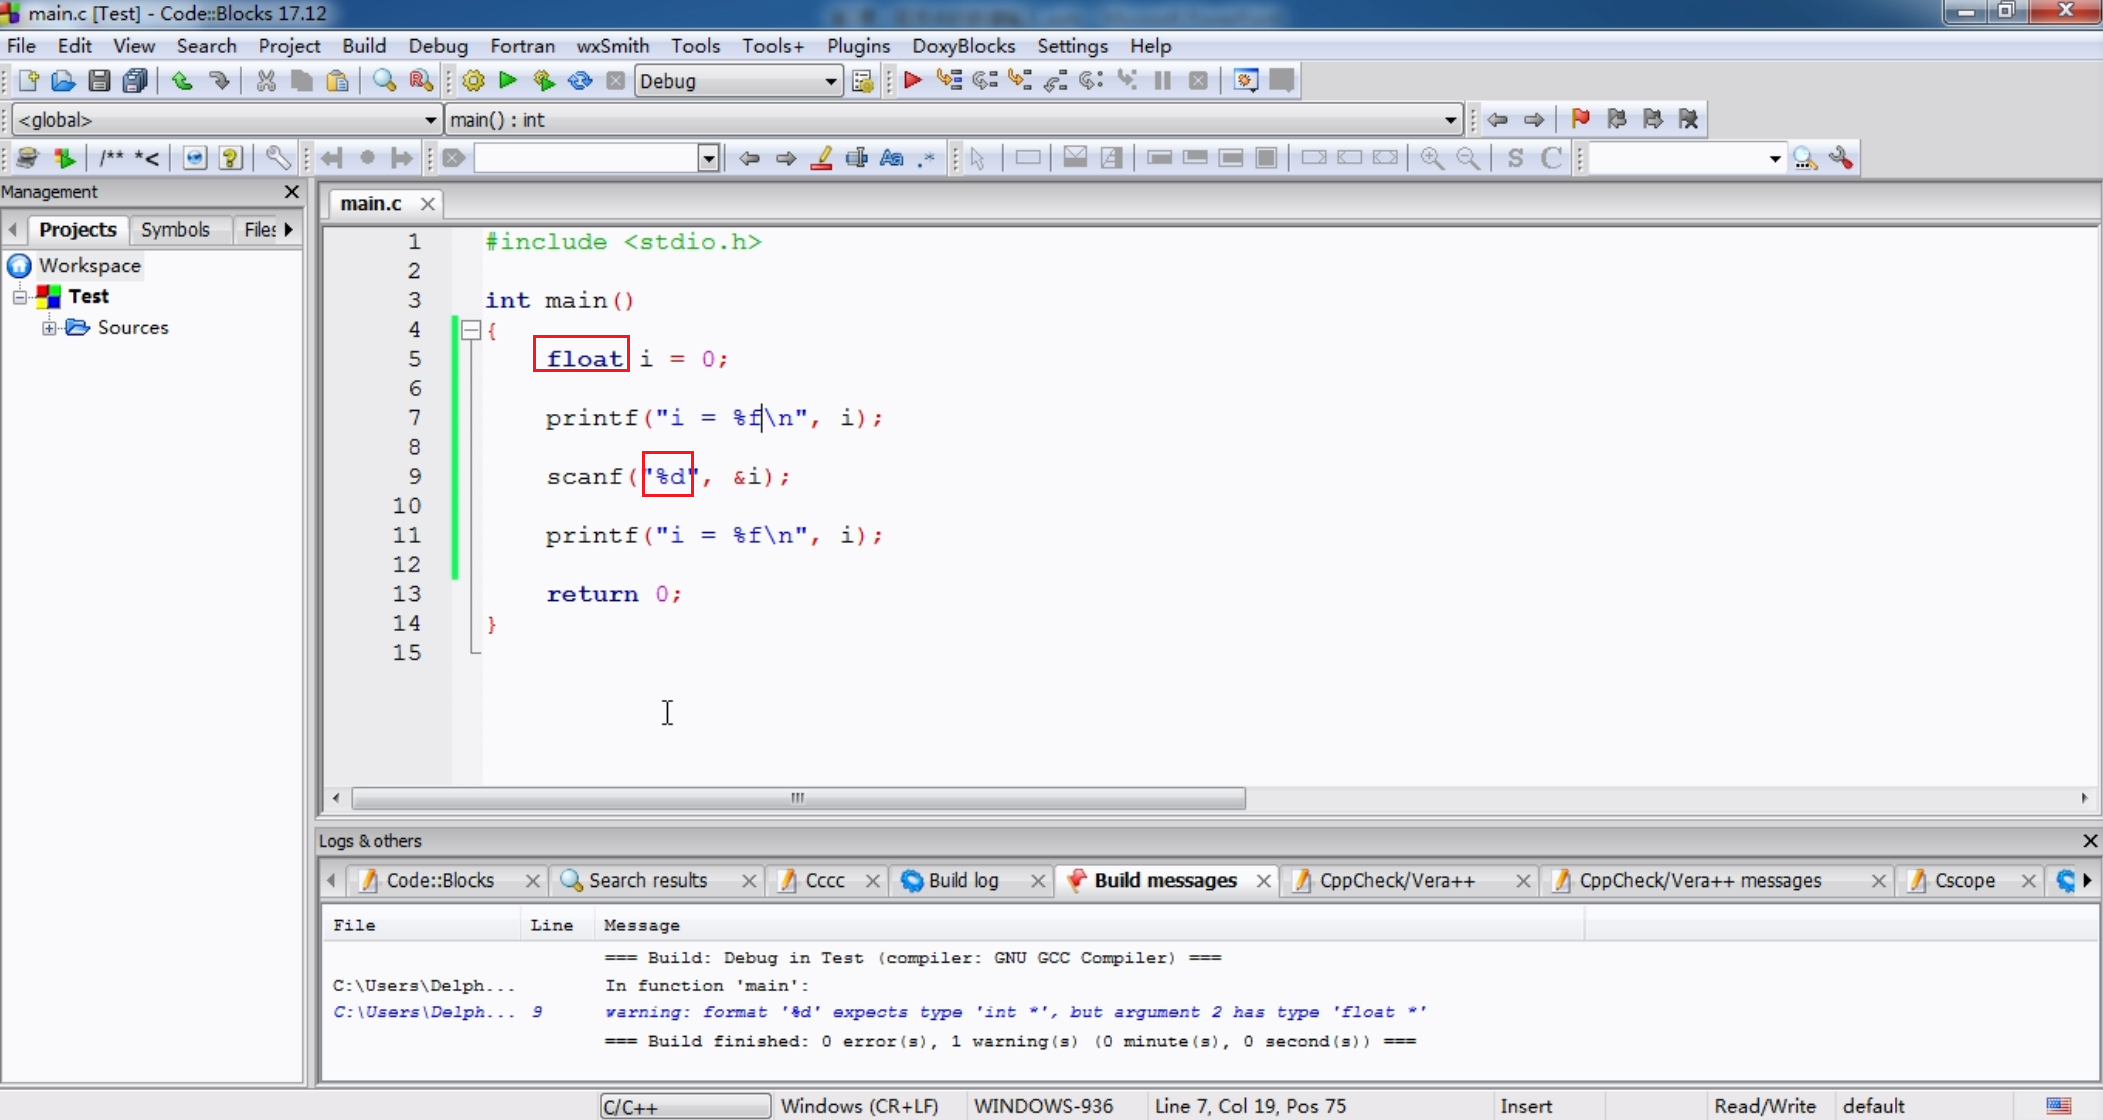 main.c [Test] - Code::Blocks 17.12
File Edit View Search Project Build Debug Fortran wxSmith Tools Tools+ Plugins DoxyBlocks Settings Help
Debug
<global> main() : int
/** *< Aa .* S C
Management
main.c
Projects Symbols Files
Workspace
Test
Sources
1 #include <stdio.h>
2
3 int main()
4 {
5 float i = 0;
6
7 printf("i = %f\n", i);
8
9 scanf("%d", &i);
10
11 printf("i = %f\n", i);
12
13 return 0;
14 }
15
Logs & others
Code::Blocks Search results Cccc Build log Build messages CppCheck/Vera++ CppCheck/Vera++ messages Cscope
File Line Message
=== Build: Debug in Test (compiler: GNU GCC Compiler) ===
C:\Users\Delph... In function 'main':
C:\Users\Delph... 9 warning: format '%d' expects type 'int *', but argument 2 has type 'float *'
=== Build finished: 0 error(s), 1 warning(s) (0 minute(s), 0 second(s)) ===
C/C++ Windows (CR+LF) WINDOWS-936 Line 7, Col 19, Pos 75 Insert Read/Write default